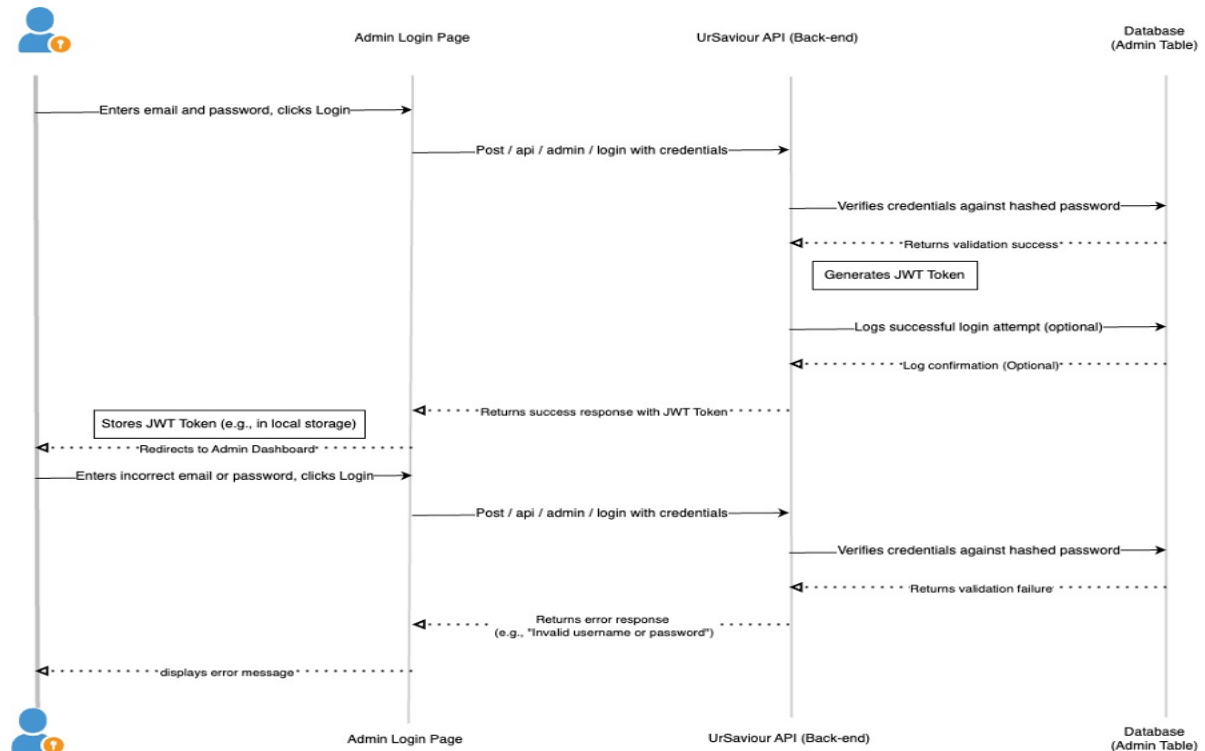 Admin Login Page
UrSaviour API (Back-end)
Database
(Admin Table)
Enters email and password, clicks Login
Post / api / admin / login with credentials
Verifies credentials against hashed password
Returns validation success
Generates JWT Token
Logs successful login attempt (optional)
Log confirmation (Optional)
Returns success response with JWT Token
Stores JWT Token (e.g., in local storage)
Redirects to Admin Dashboard
Enters incorrect email or password, clicks Login
Post / api / admin / login with credentials
Verifies credentials against hashed password
Returns validation failure
Returns error response
(e.g., "Invalid username or password")
displays error message
Admin Login Page
UrSaviour API (Back-end)
Database
(Admin Table)